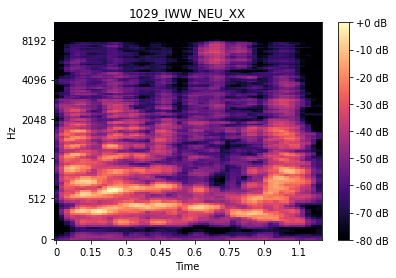 1029_IWW_NEU_XX
+0 dB
8192
-10 dB
4096
-20 dB
-30 dB
2048
Hz
-40 dB
1024
-50 dB
512
-60 dB
-70 dB
0
-80 dB
0 0.15 0.3 0.45 0.6 0.75 0.9 1.1
Time